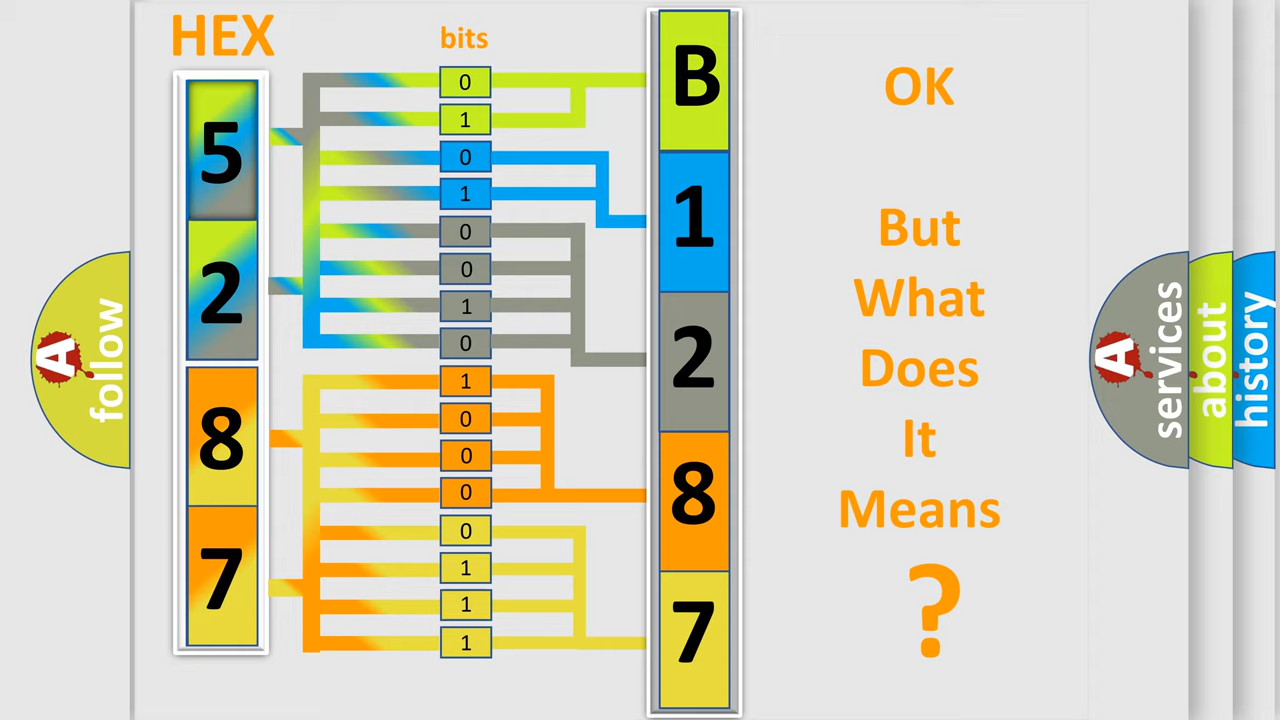 HEX
bits
5
2
8
7
0
1
0
1
0
0
1
0
1
0
0
0
0
1
1
1
B
1
2
8
7
OK
But
What
Does
It
Means
?
A
follow
A
services
about
history